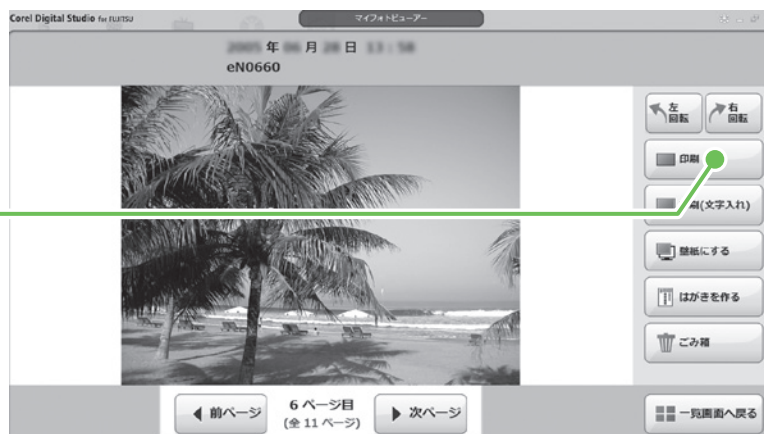 Corel Digital Studio for FUJITSU
マイフォトビューアー
年 月 日
eN0660
左回転
右回転
印刷
刷(文字入れ)
壁紙にする
はがきを作る
ごみ箱
前ページ
6 ページ目
(全 11 ページ)
次ページ
一覧画面へ戻る